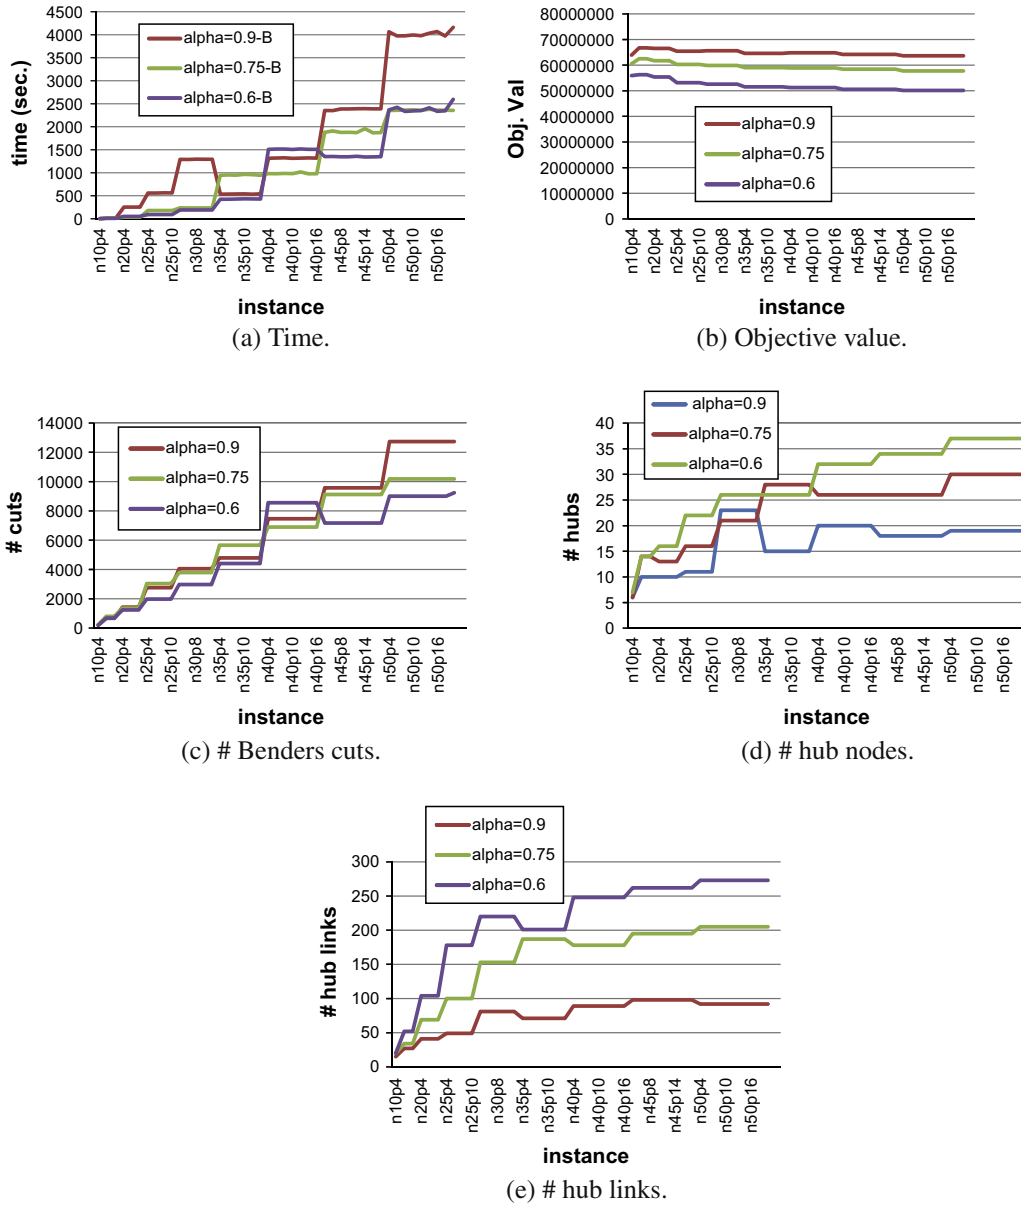 4500
4000
3500
3000
2500
2000
1500
1000
500
0
time (sec.)
alpha=0.9-B
alpha=0.75-B
alpha=0.6-B
n10p4
n20p4
n25p4
n25p10
n30p8
n35p4
n35p10
n40p4
n40p10
n40p16
n45p8
n45p14
n50p4
n50p10
n50p16
instance
(a) Time.
80000000
70000000
60000000
50000000
40000000
30000000
20000000
10000000
0
Obj. Val
alpha=0.9
alpha=0.75
alpha=0.6
n10p4
n20p4
n25p4
n25p10
n30p8
n35p4
n35p10
n40p4
n40p10
n40p16
n45p8
n45p14
n50p4
n50p10
n50p16
instance
(b) Objective value.
14000
12000
10000
8000
6000
4000
2000
0
# cuts
alpha=0.9
alpha=0.75
alpha=0.6
n10p4
n20p4
n25p4
n25p10
n30p8
n35p4
n35p10
n40p4
n40p10
n40p16
n45p8
n45p14
n50p4
n50p10
n50p16
instance
(c) # Benders cuts.
40
35
30
25
20
15
10
5
0
# hubs
alpha=0.9
alpha=0.75
alpha=0.6
n10p4
n20p4
n25p4
n25p10
n30p8
n35p4
n35p10
n40p4
n40p10
n40p16
n45p8
n45p14
n50p4
n50p10
n50p16
instance
(d) # hub nodes.
300
250
200
150
100
50
0
# hub links
alpha=0.9
alpha=0.75
alpha=0.6
n10p4
n20p4
n25p4
n25p10
n30p8
n35p4
n35p10
n40p4
n40p10
n40p16
n45p8
n45p14
n50p4
n50p10
n50p16
instance
(e) # hub links.